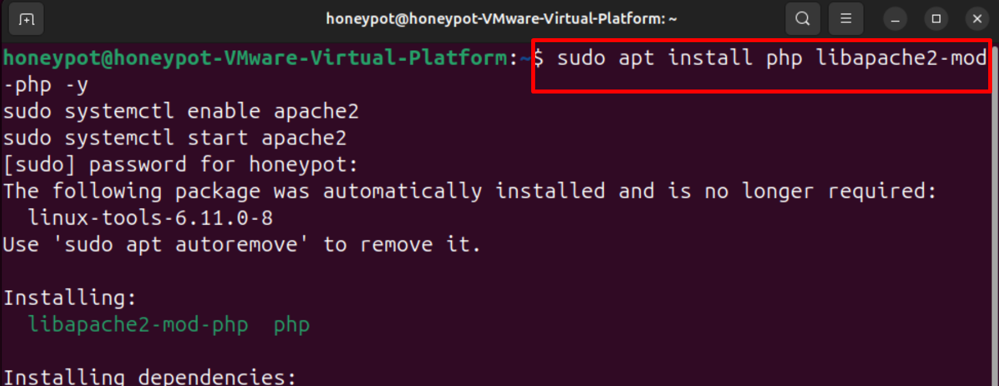 honeypot@honeypot-VMware-Virtual-Platform: ~
honeypot@honeypot-VMware-Virtual-Platform:~$ sudo apt install php libapache2-mod
-php -y
sudo systemctl enable apache2
sudo systemctl start apache2
[sudo] password for honeypot:
The following package was automatically installed and is no longer required:
  linux-tools-6.11.0-8
Use 'sudo apt autoremove' to remove it.

Installing:
  libapache2-mod-php  php

Installing dependencies: